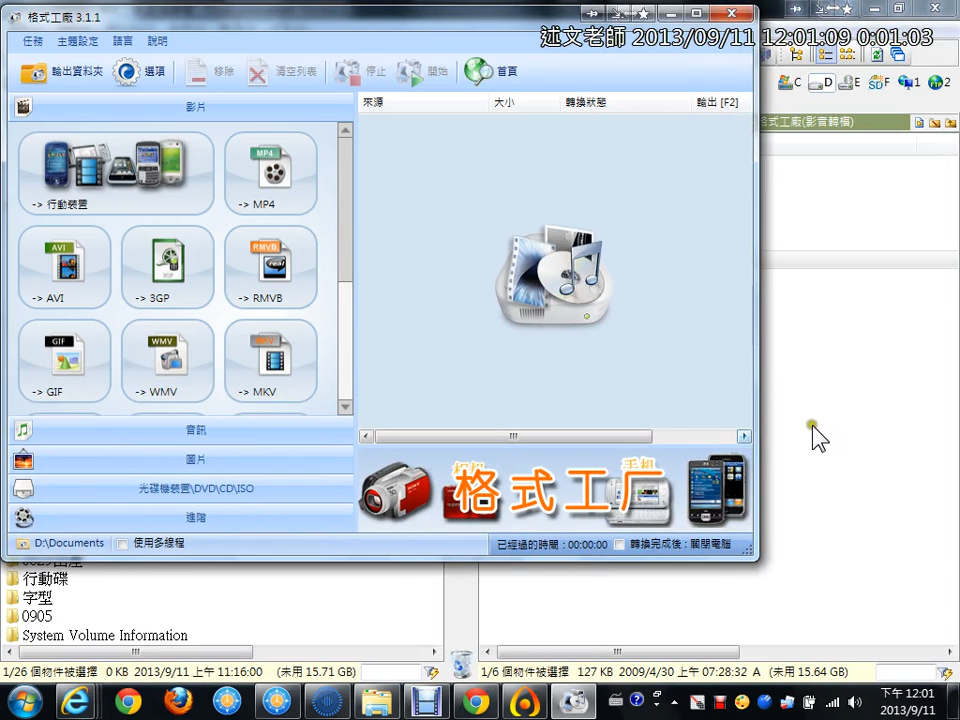 格式工廠 3.1.1
述文老師 2013/09/11 12:01:09 0:01:03
任務 主題設定 語言 說明
輸出資料夾 選項 移除 清空列表 停止 開始 首頁
C D E SDF 1 2
影片
來源 大小 轉換狀態 輸出 [F2]
格式工廠(影音轉檔)
-> 行動裝置
MP4
-> MP4
AVI
-> AVI
3GP
-> 3GP
RMVB
-> RMVB
GIF
-> GIF
WMV
-> WMV
MKV
-> MKV
音訊
圖片
光碟機裝置\DVD\CD\ISO
進階
格式工厂
手机
D:\Documents 使用多線程
已經過的時間 : 00:00:00 轉換完成後 : 關閉電腦
行動碟
字型
0905
System Volume Information
1/26 個物件被選擇 0 KB 2013/9/11 上午 11:16:00 (未用 15.71 GB)
1/6 個物件被選擇 127 KB 2009/4/30 上午 07:28:32 A (未用 15.64 GB)
下午 12:01
2013/9/11